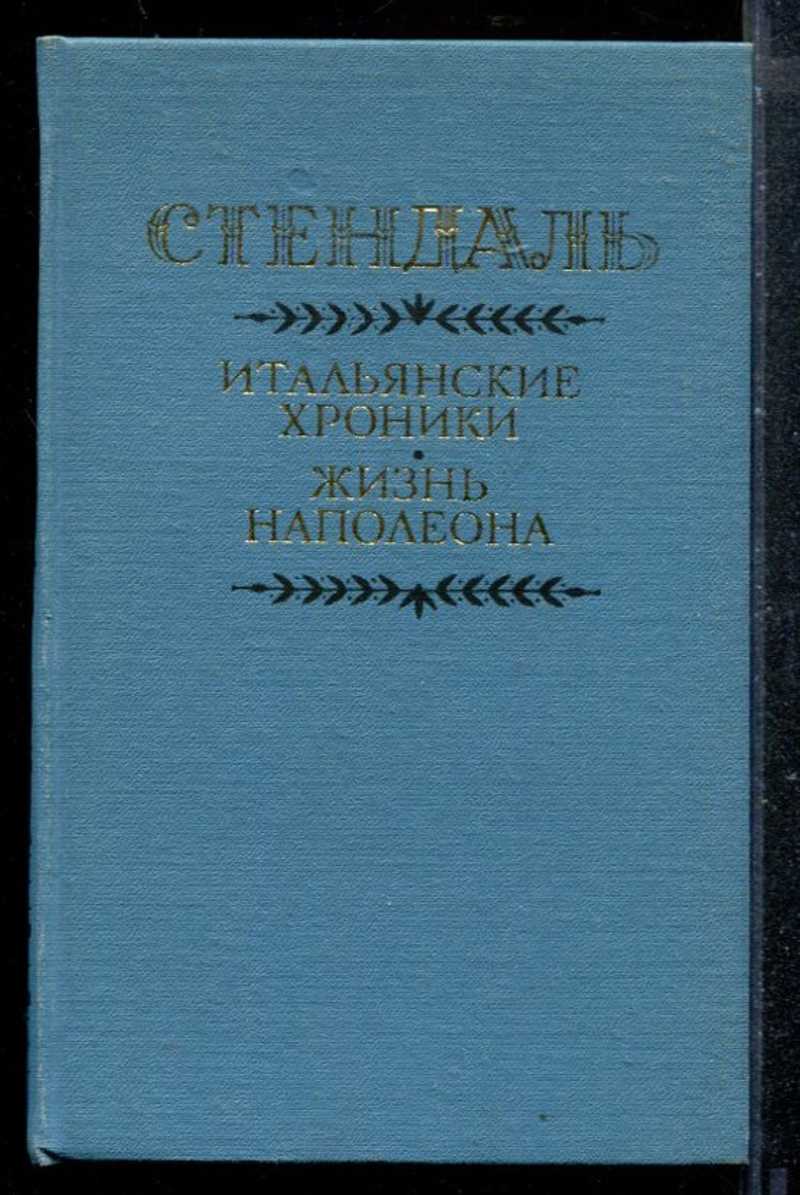 СТЕНДАЛЬ
ИТАЛЬЯНСКИЕ
ХРОНИКИ
•
ЖИЗНЬ
НАПОЛЕОНА